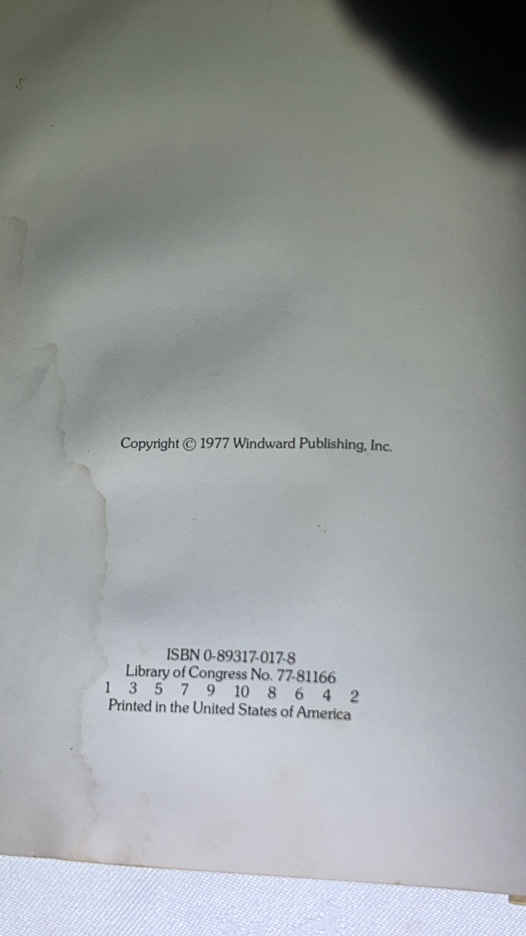 Copyright © 1977 Windward Publishing, Inc.
ISBN 0-89317-017-8
Library of Congress No. 77-81166
1 3 5 7 9 10 8 6 4 2
Printed in the United States of America